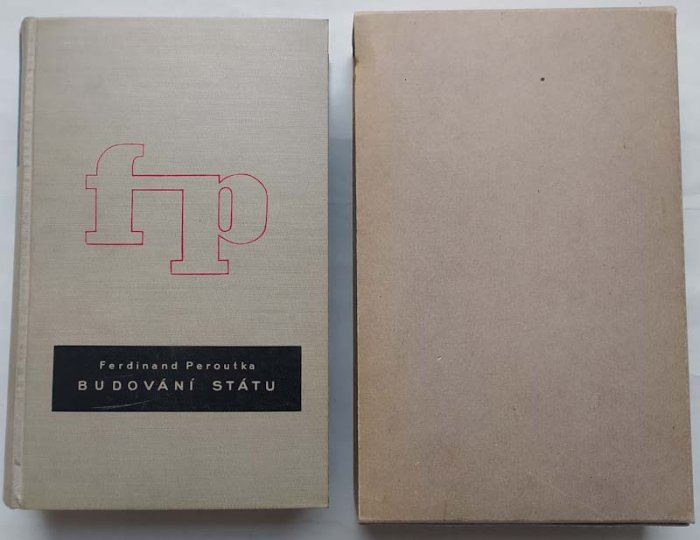 fp
Ferdinand Peroutka
BUDOVÁNÍ STÁTU